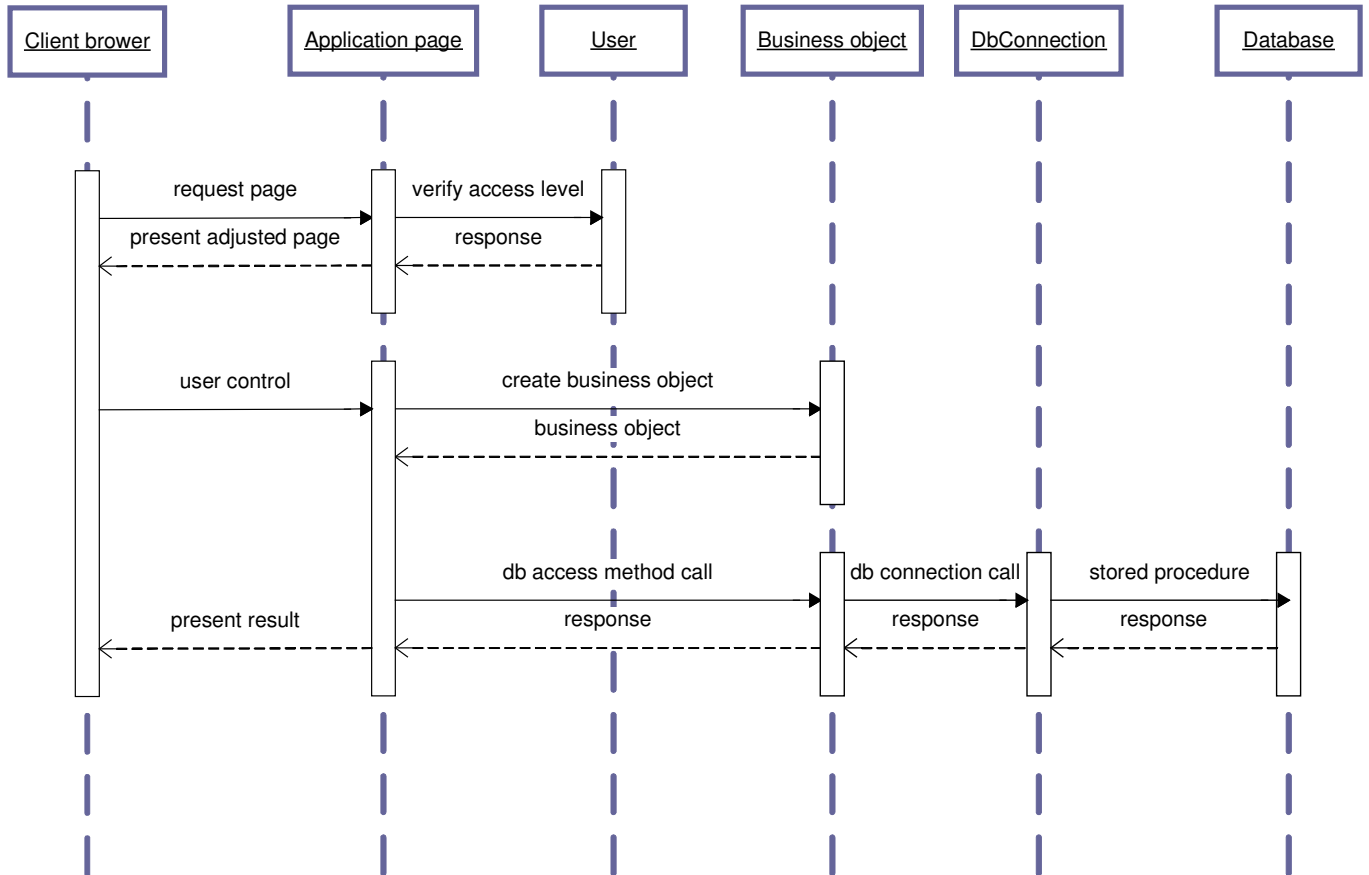 Client brower
Application page
User
Business object
DbConnection
Database
request page
verify access level
present adjusted page
response
user control
create business object
business object
db access method call
db connection call
stored procedure
present result
response
response
response